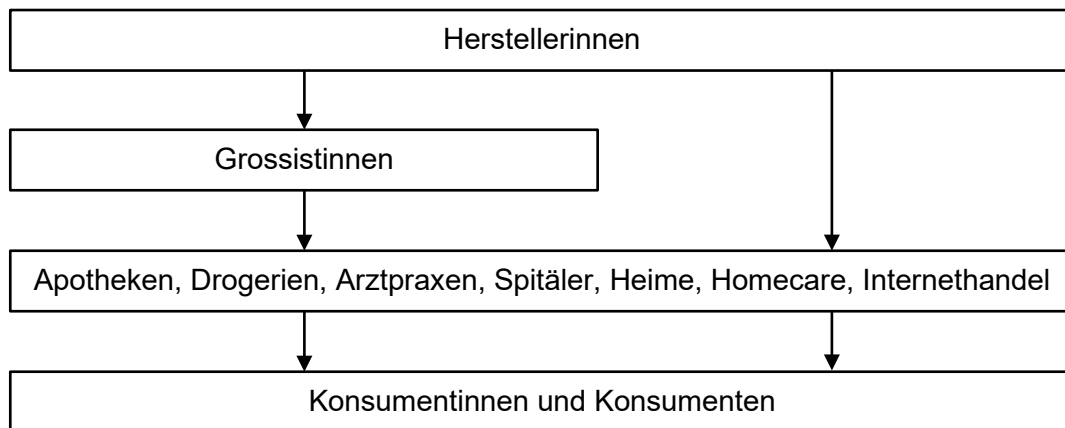 Herstellerinnen
Grossistinnen
Apotheken, Drogerien, Arztpraxen, Spitäler, Heime, Homecare, Internethandel
Konsumentinnen und Konsumenten